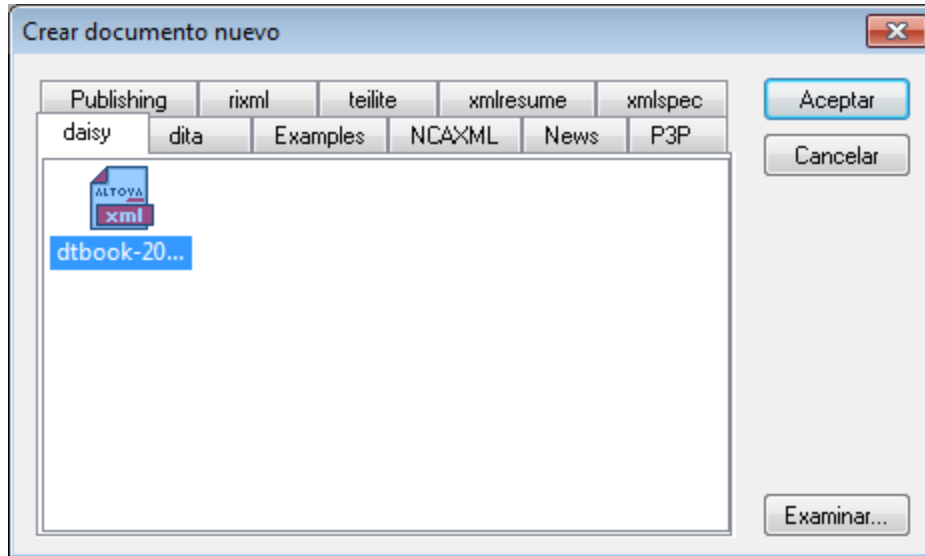 Crear documento nuevo
Publishing rixml teilite xmlresume xmlspec
daisy dita Examples NCAXML News P3P
Aceptar
Cancelar
ALTOVA
xml
dtbook-20...
Examinar...